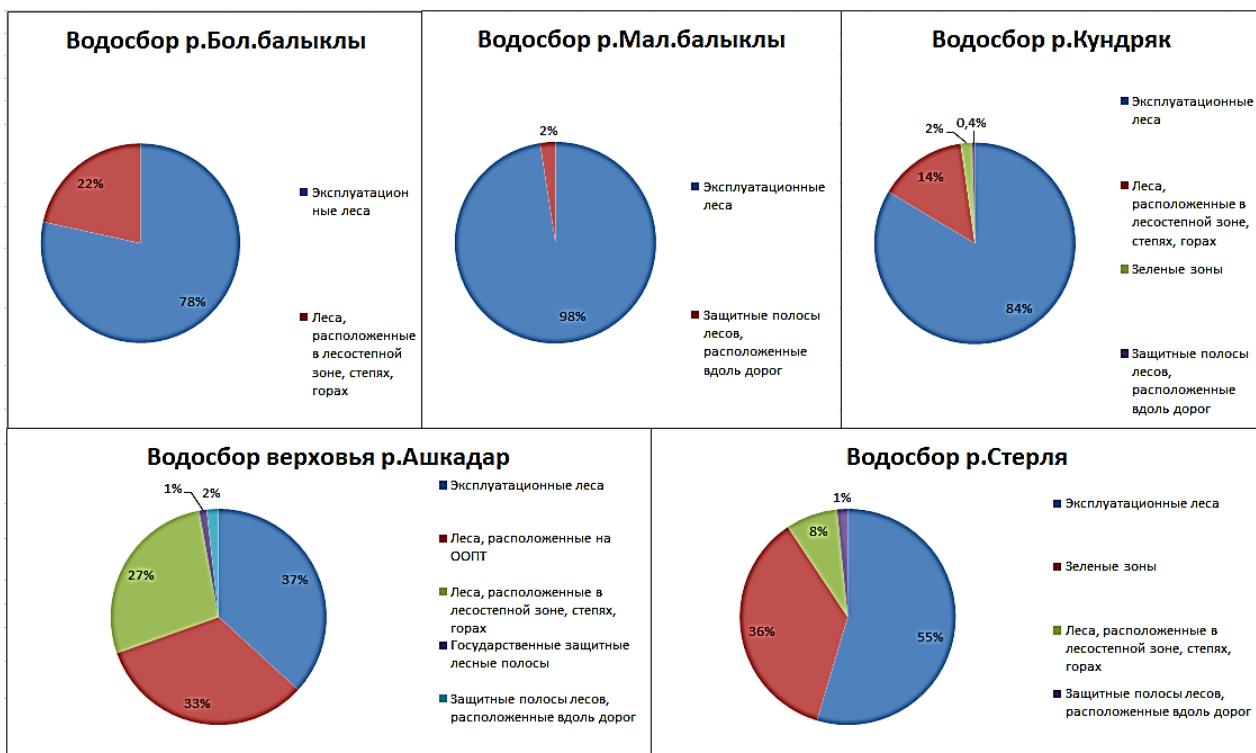 Водосбор р.Бол.балыклы
22%
78%
Эксплуатацион
ные леса
Леса,
расположенные
в лесостепной
зоне, степях,
горах
Водосбор р.Мал.балыклы
2%
98%
Эксплуатационные
леса
Защитные полосы
лесов,
расположенные
вдоль дорог
Водосбор р.Кундряк
2%
0,4%
14%
84%
Эксплуатационные
леса
Леса,
расположенные в
лесостепной зоне,
степях, горах
Зеленые зоны
Защитные полосы
лесов,
расположенные
вдоль дорог
Водосбор верховья р.Ашкадар
1%
2%
27%
37%
33%
Эксплуатационные леса
Леса, расположенные на
ООПТ
Леса, расположенные в
лесостепной зоне, степях,
горах
Государственные защитные
лесные полосы
Защитные полосы лесов,
расположенные вдоль дорог
Водосбор р.Стерля
1%
8%
36%
55%
Эксплуатационные леса
Зеленые зоны
Леса, расположенные в
лесостепной зоне, степях,
горах
Защитные полосы лесов,
расположенные вдоль дорог